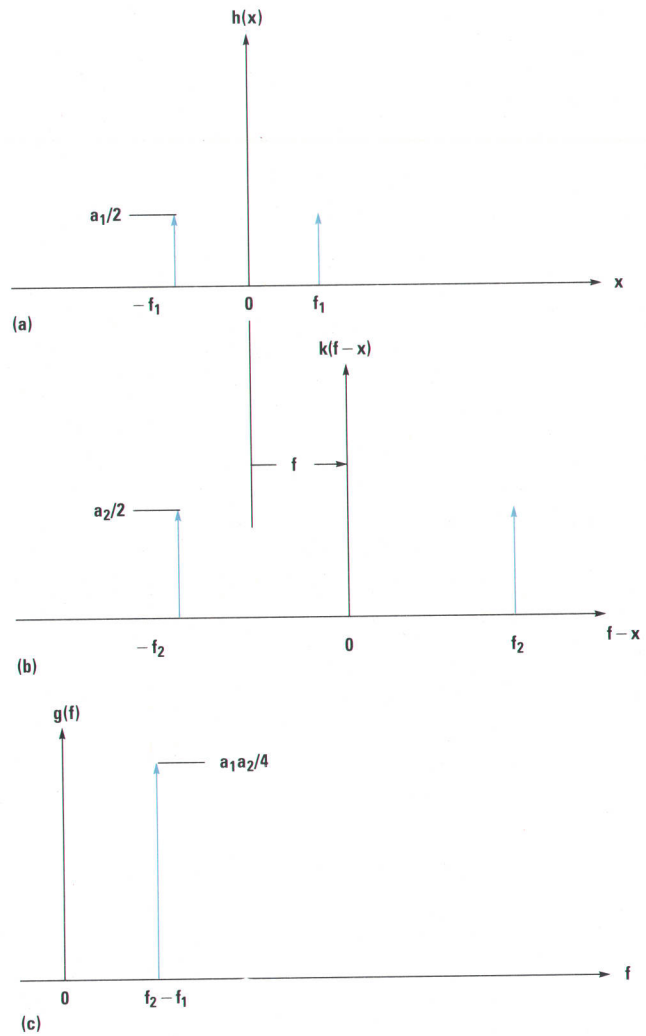 h(x)
a₁/2
x
−f₁ 0 f₁
(a)
k(f−x)
f
a₂/2
f−x
−f₂ 0 f₂
(b)
g(f)
a₁a₂/4
f
0 f₂−f₁
(c)